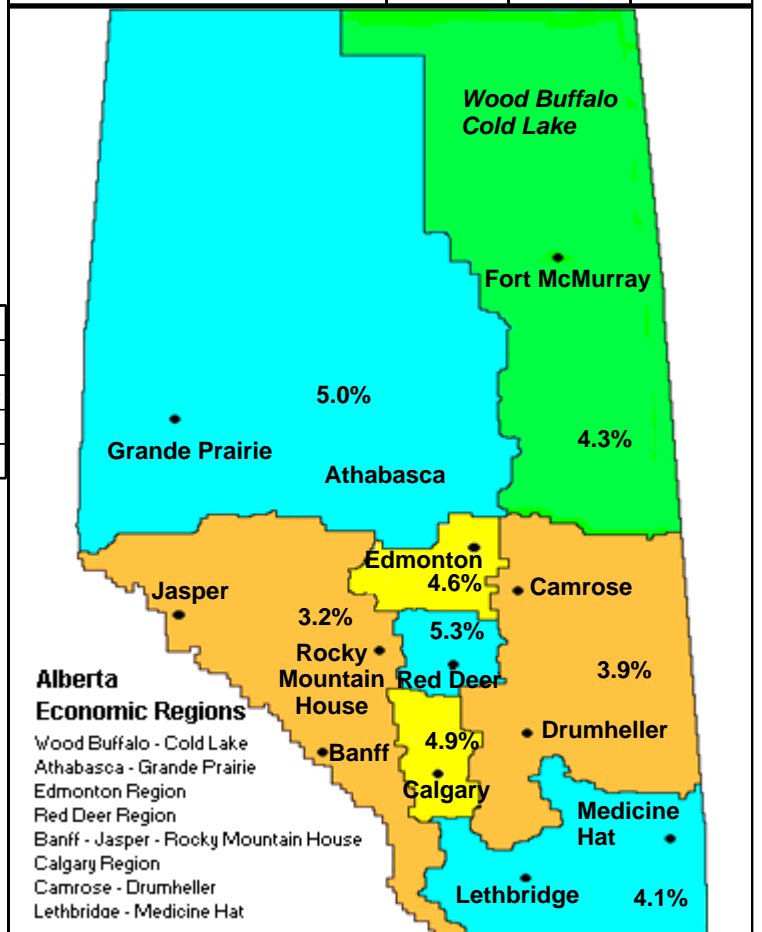 Wood Buffalo
Cold Lake
Fort McMurray
5.0%
4.3%
Grande Prairie
Athabasca
Edmonton
4.6%
Camrose
Jasper
3.2%
5.3%
Rocky
Mountain
House
Red Deer
3.9%
Alberta
Economic Regions
Wood Buffalo - Cold Lake
Athabasca - Grande Prairie
Edmonton Region
Red Deer Region
Banff - Jasper - Rocky Mountain House
Calgary Region
Camrose - Drumheller
Lethbridge - Medicine Hat
Banff
4.9%
Calgary
Drumheller
Medicine
Hat
Lethbridge
4.1%